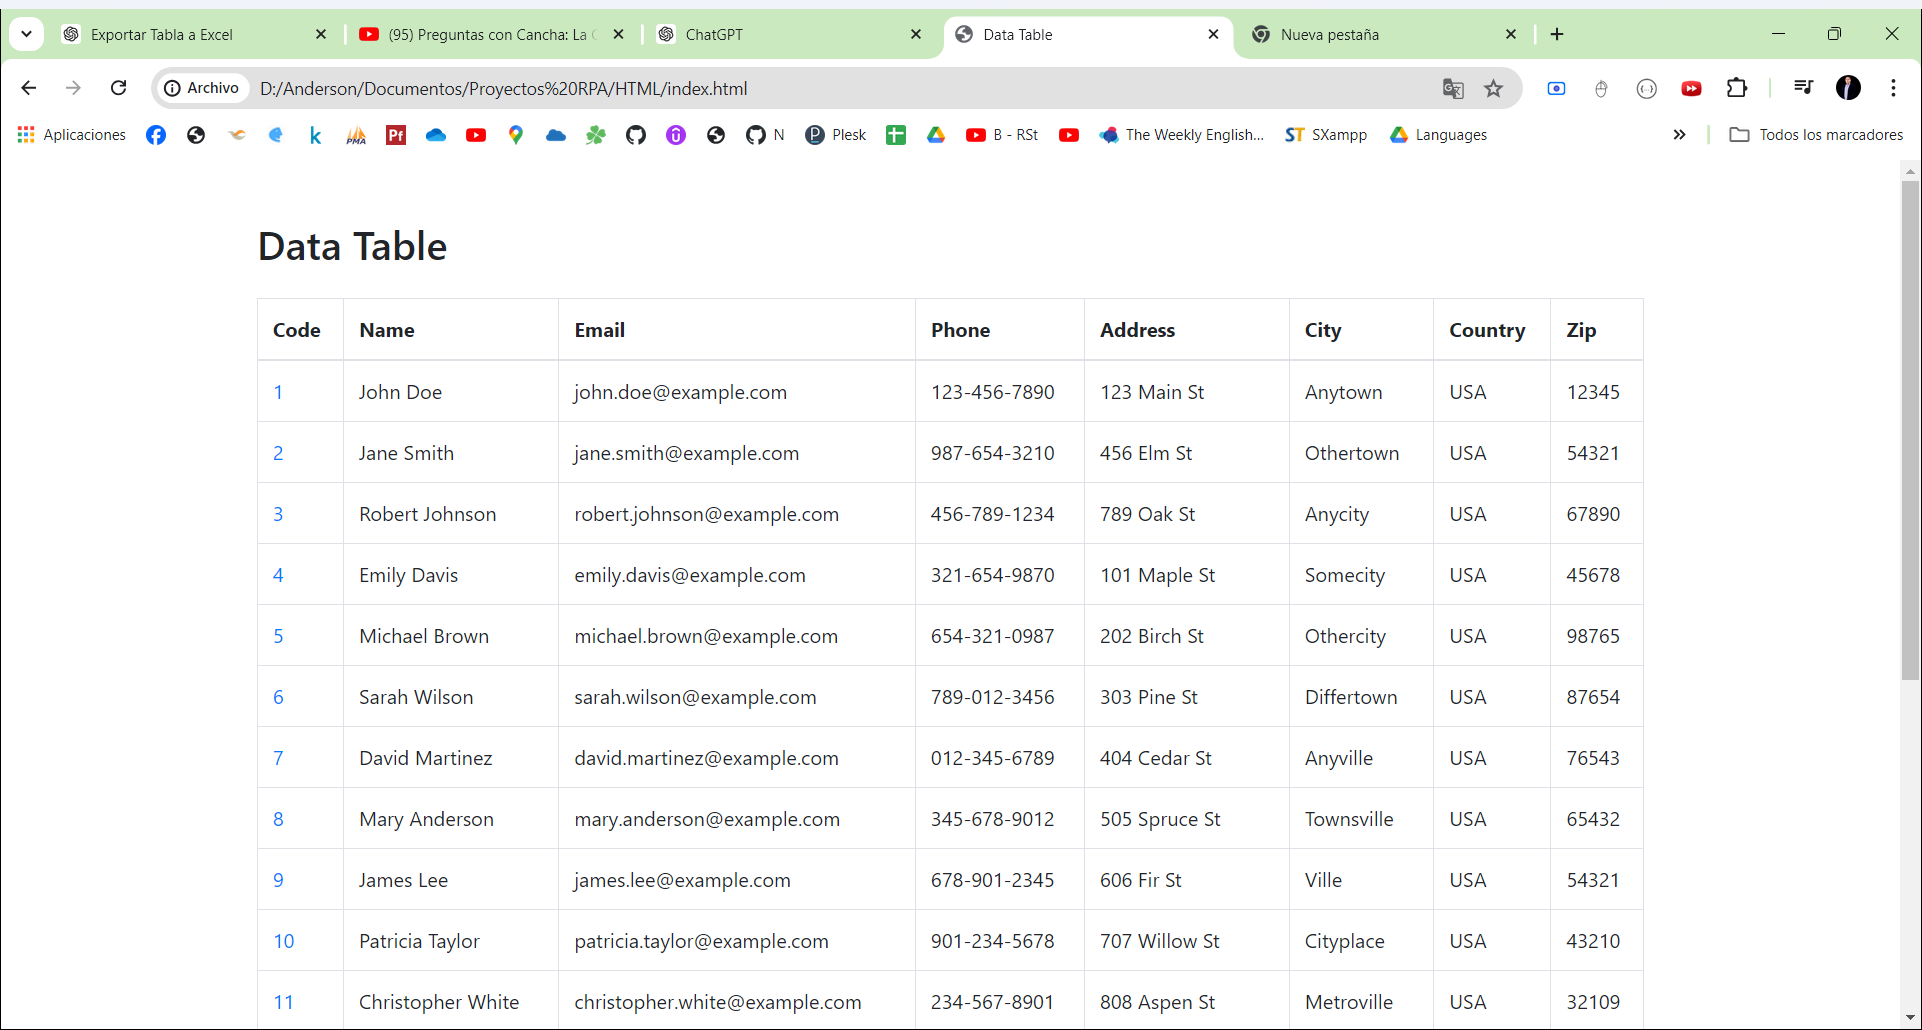 Exportar Tabla a Excel
(95) Preguntas con Cancha: La
ChatGPT
Data Table
Nueva pestaña
Archivo D:/Anderson/Documentos/Proyectos%20RPA/HTML/index.html
Aplicaciones k PMA Pf N P Plesk B - RSt The Weekly English... ST SXampp Languages Todos los marcadores
Data Table
Code Name Email Phone Address City Country Zip
1 John Doe john.doe@example.com 123-456-7890 123 Main St Anytown USA 12345
2 Jane Smith jane.smith@example.com 987-654-3210 456 Elm St Othertown USA 54321
3 Robert Johnson robert.johnson@example.com 456-789-1234 789 Oak St Anycity USA 67890
4 Emily Davis emily.davis@example.com 321-654-9870 101 Maple St Somecity USA 45678
5 Michael Brown michael.brown@example.com 654-321-0987 202 Birch St Othercity USA 98765
6 Sarah Wilson sarah.wilson@example.com 789-012-3456 303 Pine St Differtown USA 87654
7 David Martinez david.martinez@example.com 012-345-6789 404 Cedar St Anyville USA 76543
8 Mary Anderson mary.anderson@example.com 345-678-9012 505 Spruce St Townsville USA 65432
9 James Lee james.lee@example.com 678-901-2345 606 Fir St Ville USA 54321
10 Patricia Taylor patricia.taylor@example.com 901-234-5678 707 Willow St Cityplace USA 43210
11 Christopher White christopher.white@example.com 234-567-8901 808 Aspen St Metroville USA 32109